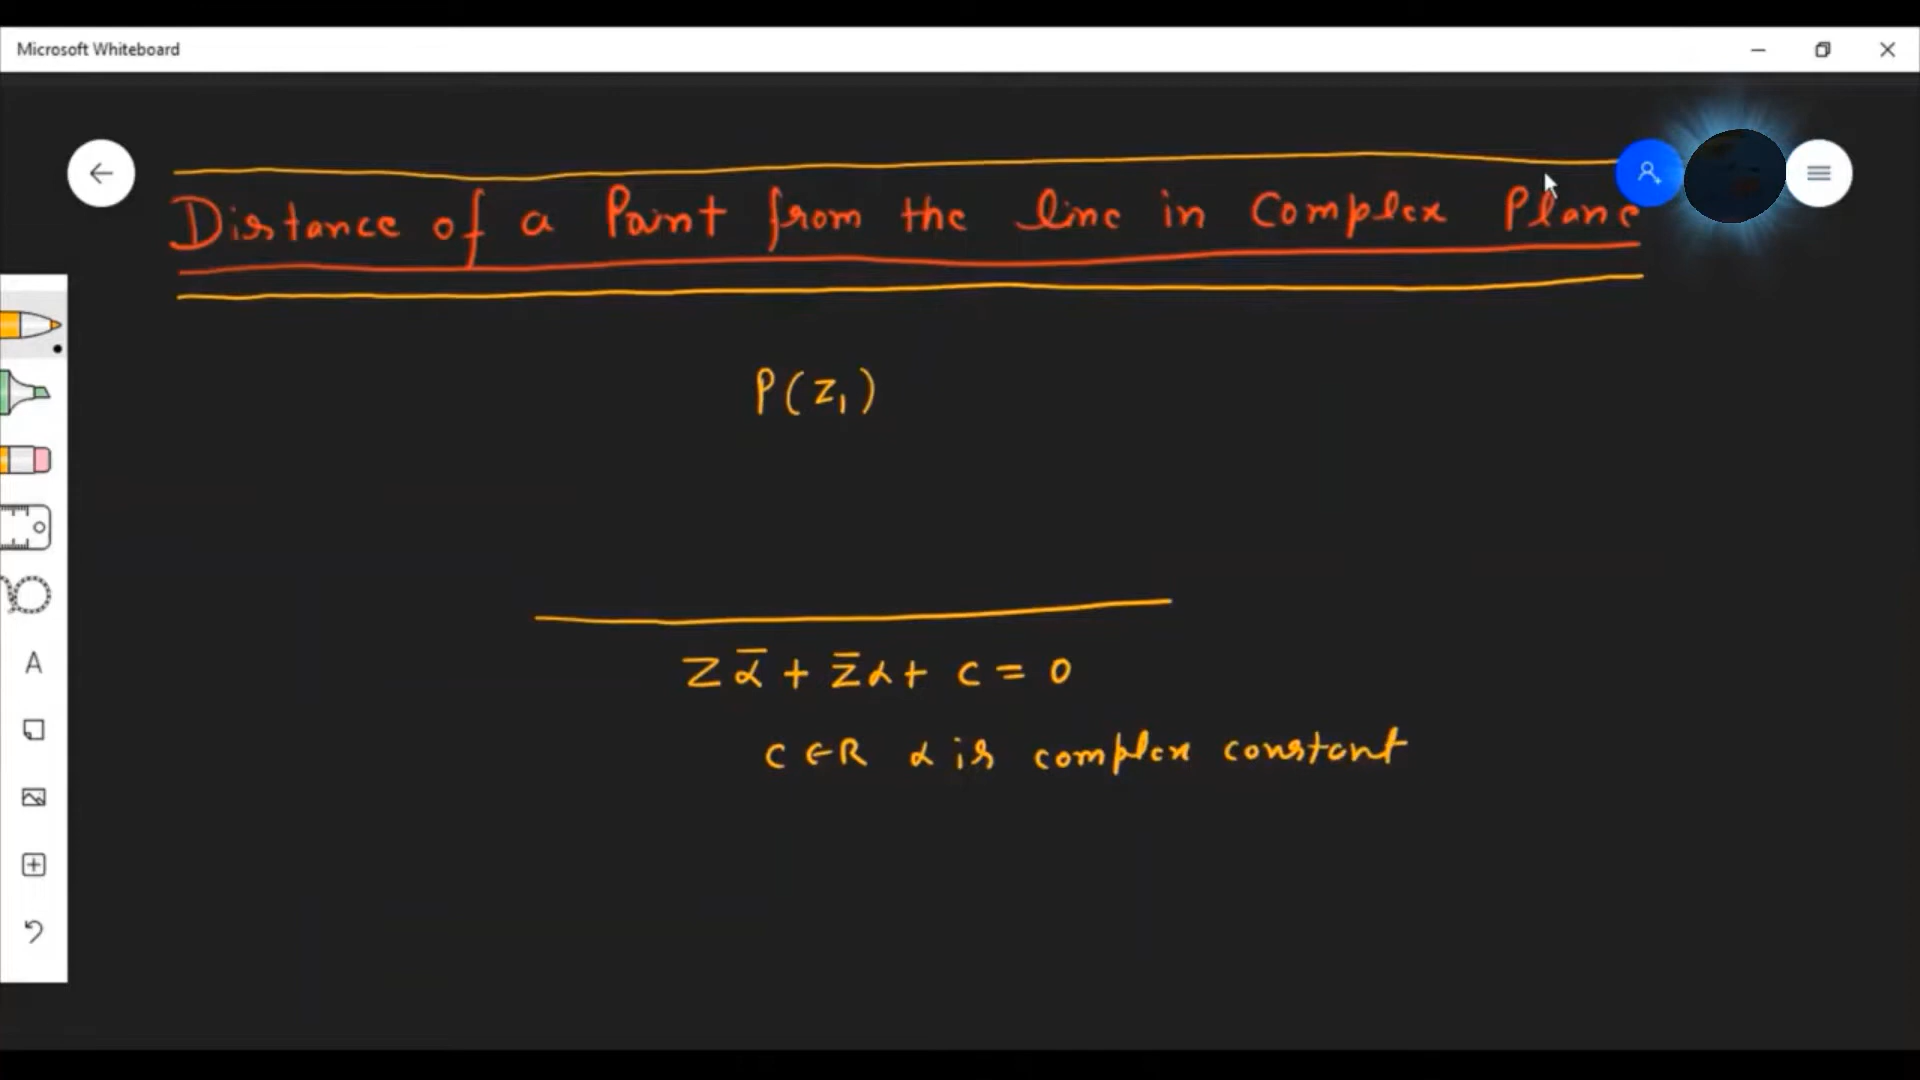 Microsoft Whiteboard
Distance of a Point from the line in Complex Plane
P(z₁)
zᾱ + z̄α + c = 0
c ∈ R α is complex constant
A